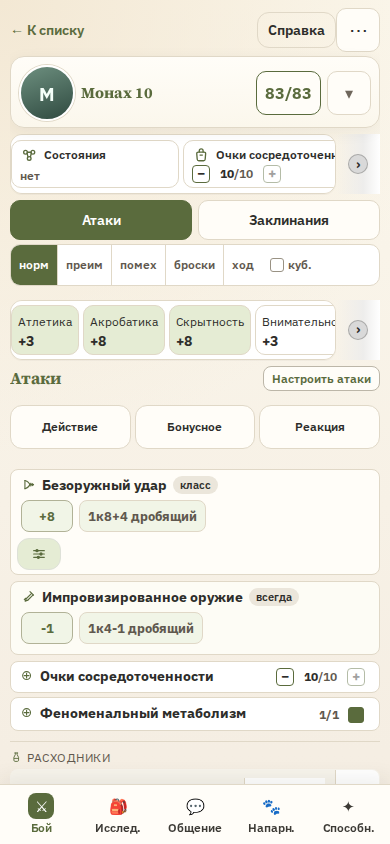 ← К списку
Справка
...
М
Монах 10
83/83
▼
Состояния
нет
Очки сосредоточенн
− 10/10 +
Атаки
Заклинания
норм
преим
помех
броски
ход
куб.
Атлетика
+3
Акробатика
+8
Скрытность
+8
Внимательно
+3
Атаки
Настроить атаки
Действие
Бонусное
Реакция
Безоружный удар класс
+8
1к8+4 дробящий
Импровизированное оружие всегда
-1
1к4-1 дробящий
Очки сосредоточенности − 10/10 +
Феноменальный метаболизм 1/1
РАСХОДНИКИ
Бой
Исслед.
Общение
Напарн.
Способн.